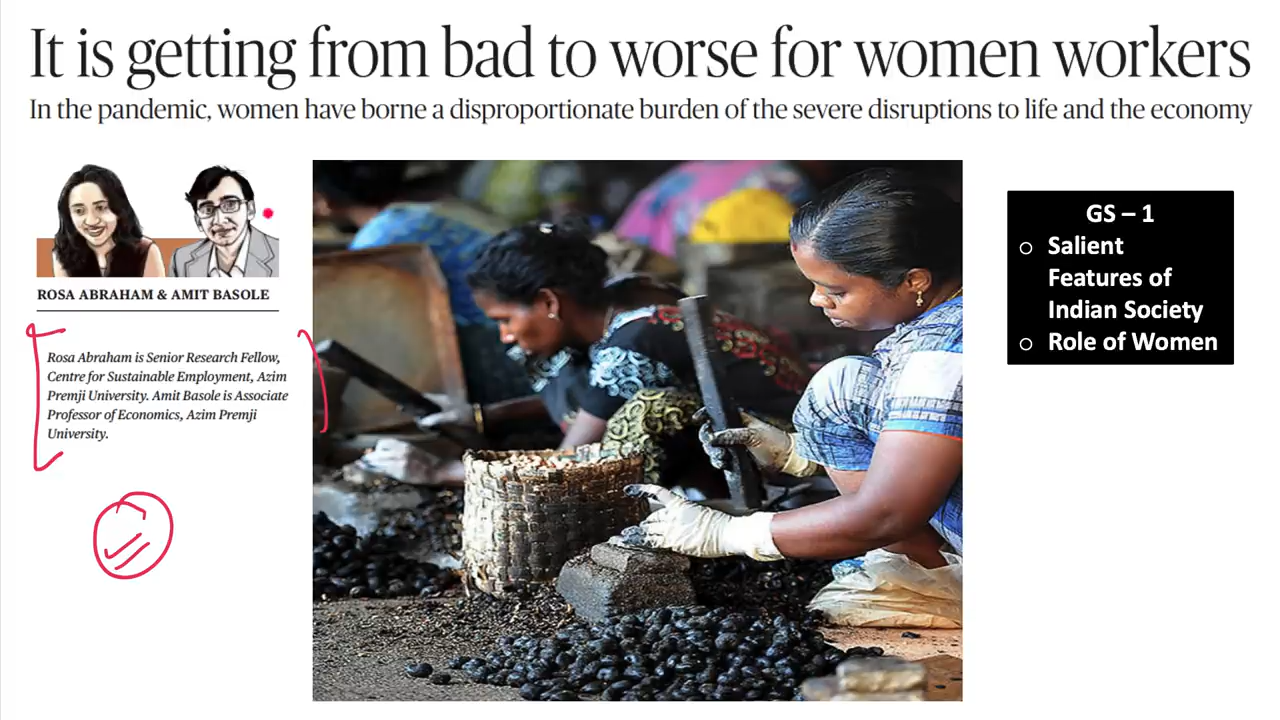 It is getting from bad to worse for women workers
In the pandemic, women have borne a disproportionate burden of the severe disruptions to life and the economy
ROSA ABRAHAM & AMIT BASOLE
Rosa Abraham is Senior Research Fellow,
Centre for Sustainable Employment, Azim
Premji University. Amit Basole is Associate
Professor of Economics, Azim Premji
University.
GS – 1
○ Salient
Features of
Indian Society
○ Role of Women